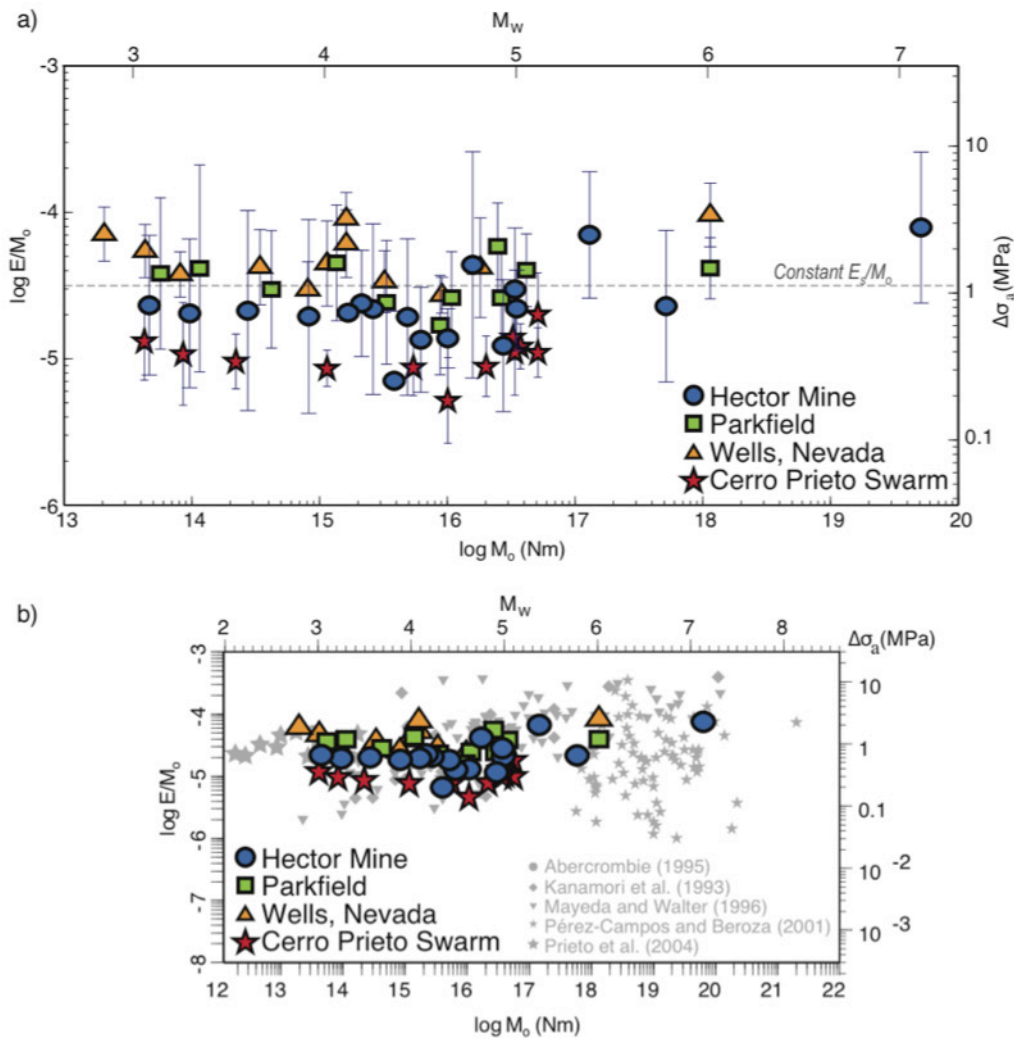 a)
M_W
3 4 5 6 7
-3
-4
-5
-6
log E/M_o
10
1
0.1
Δσ_a (MPa)
Constant E_s/M_o
Hector Mine
Parkfield
Wells, Nevada
Cerro Prieto Swarm
13 14 15 16 17 18 19 20
log M_o (Nm)
b)
M_W
2 3 4 5 6 7 8
Δσ_a (MPa)
-3
-4
-5
-6
-7
-8
log E/M_o
10
1
0.1
10^-2
10^-3
Hector Mine
Parkfield
Wells, Nevada
Cerro Prieto Swarm
Abercrombie (1995)
Kanamori et al. (1993)
Mayeda and Walter (1996)
Pérez-Campos and Beroza (2001)
Prieto et al. (2004)
12 13 14 15 16 17 18 19 20 21 22
log M_o (Nm)